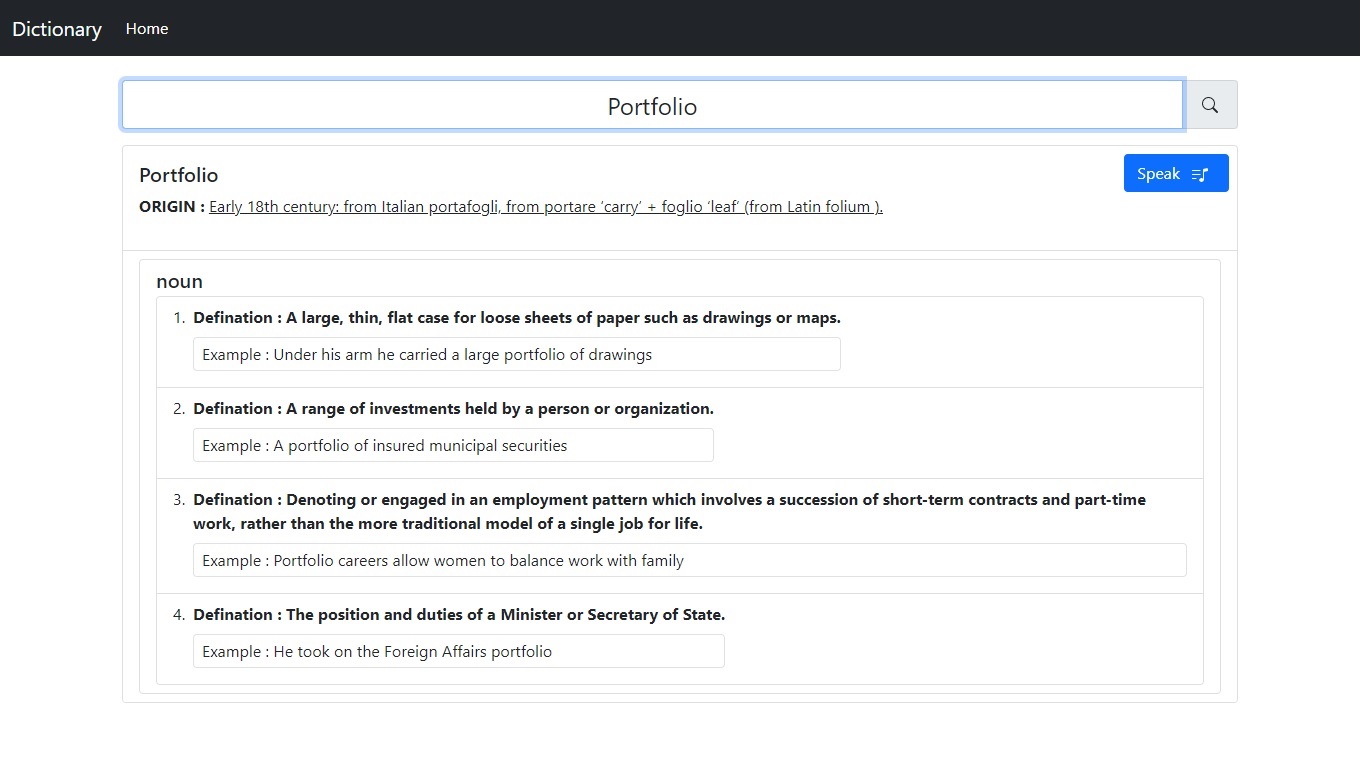 Dictionary Home
Portfolio
Portfolio
Speak
ORIGIN : Early 18th century: from Italian portafogli, from portare ‘carry’ + foglio ‘leaf’ (from Latin folium ).
noun
1. Defination : A large, thin, flat case for loose sheets of paper such as drawings or maps.
Example : Under his arm he carried a large portfolio of drawings
2. Defination : A range of investments held by a person or organization.
Example : A portfolio of insured municipal securities
3. Defination : Denoting or engaged in an employment pattern which involves a succession of short-term contracts and part-time
work, rather than the more traditional model of a single job for life.
Example : Portfolio careers allow women to balance work with family
4. Defination : The position and duties of a Minister or Secretary of State.
Example : He took on the Foreign Affairs portfolio